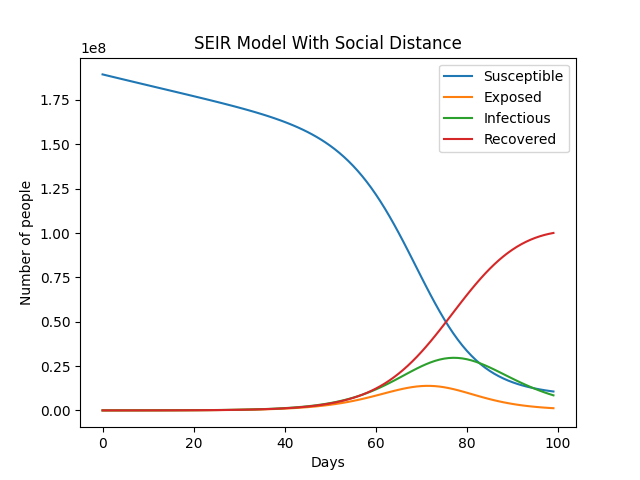 SEIR Model With Social Distance
1e8
Susceptible
Exposed
Infectious
Recovered
1.75
1.50
1.25
1.00
0.75
0.50
0.25
0.00
Number of people
0 20 40 60 80 100
Days